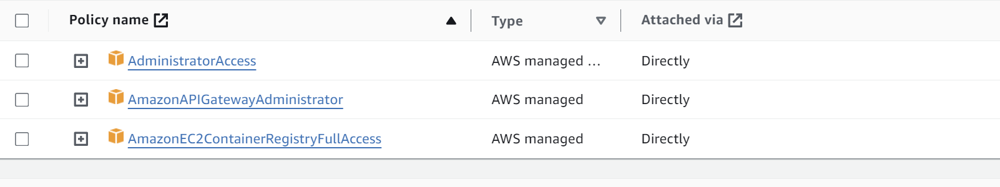 Policy name Type Attached via
AdministratorAccess AWS managed ... Directly
AmazonAPIGatewayAdministrator AWS managed Directly
AmazonEC2ContainerRegistryFullAccess AWS managed Directly